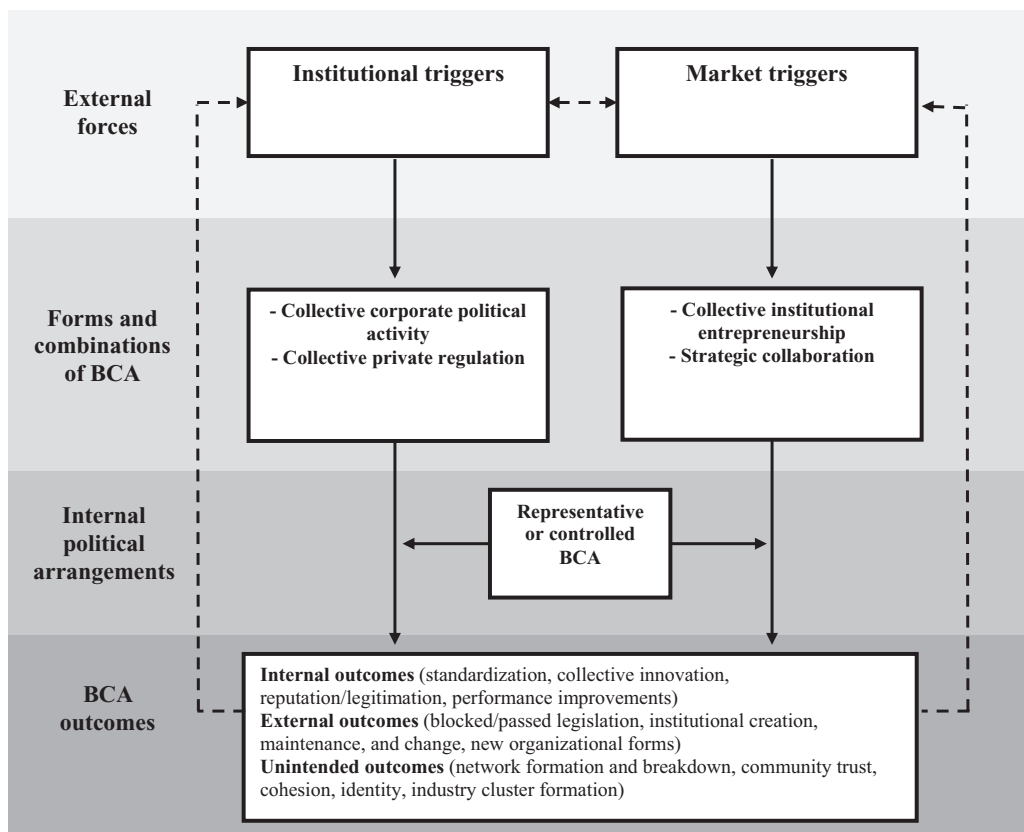 External
forces
Institutional triggers
Market triggers
Forms and
combinations
of BCA
- Collective corporate political
activity
- Collective private regulation
- Collective institutional
entrepreneurship
- Strategic collaboration
Internal
political
arrangements
Representative
or controlled
BCA
BCA
outcomes
Internal outcomes (standardization, collective innovation,
reputation/legitimation, performance improvements)
External outcomes (blocked/passed legislation, institutional creation,
maintenance, and change, new organizational forms)
Unintended outcomes (network formation and breakdown, community trust,
cohesion, identity, industry cluster formation)